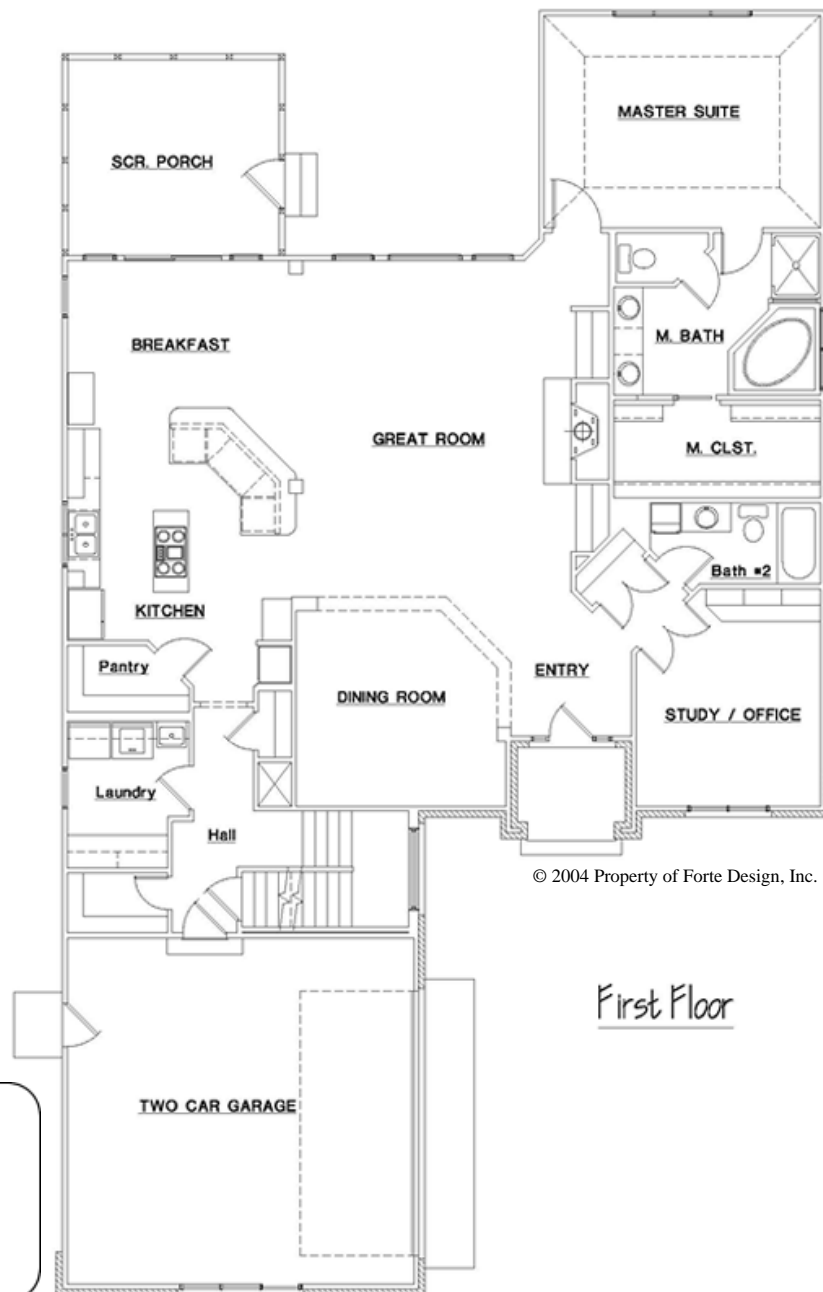 MASTER SUITE
SCR. PORCH
BREAKFAST
M. BATH
GREAT ROOM
M. CLST.
Bath #2
KITCHEN
Pantry
ENTRY
DINING ROOM
STUDY / OFFICE
Laundry
Hall
© 2004 Property of Forte Design, Inc.
First Floor
TWO CAR GARAGE